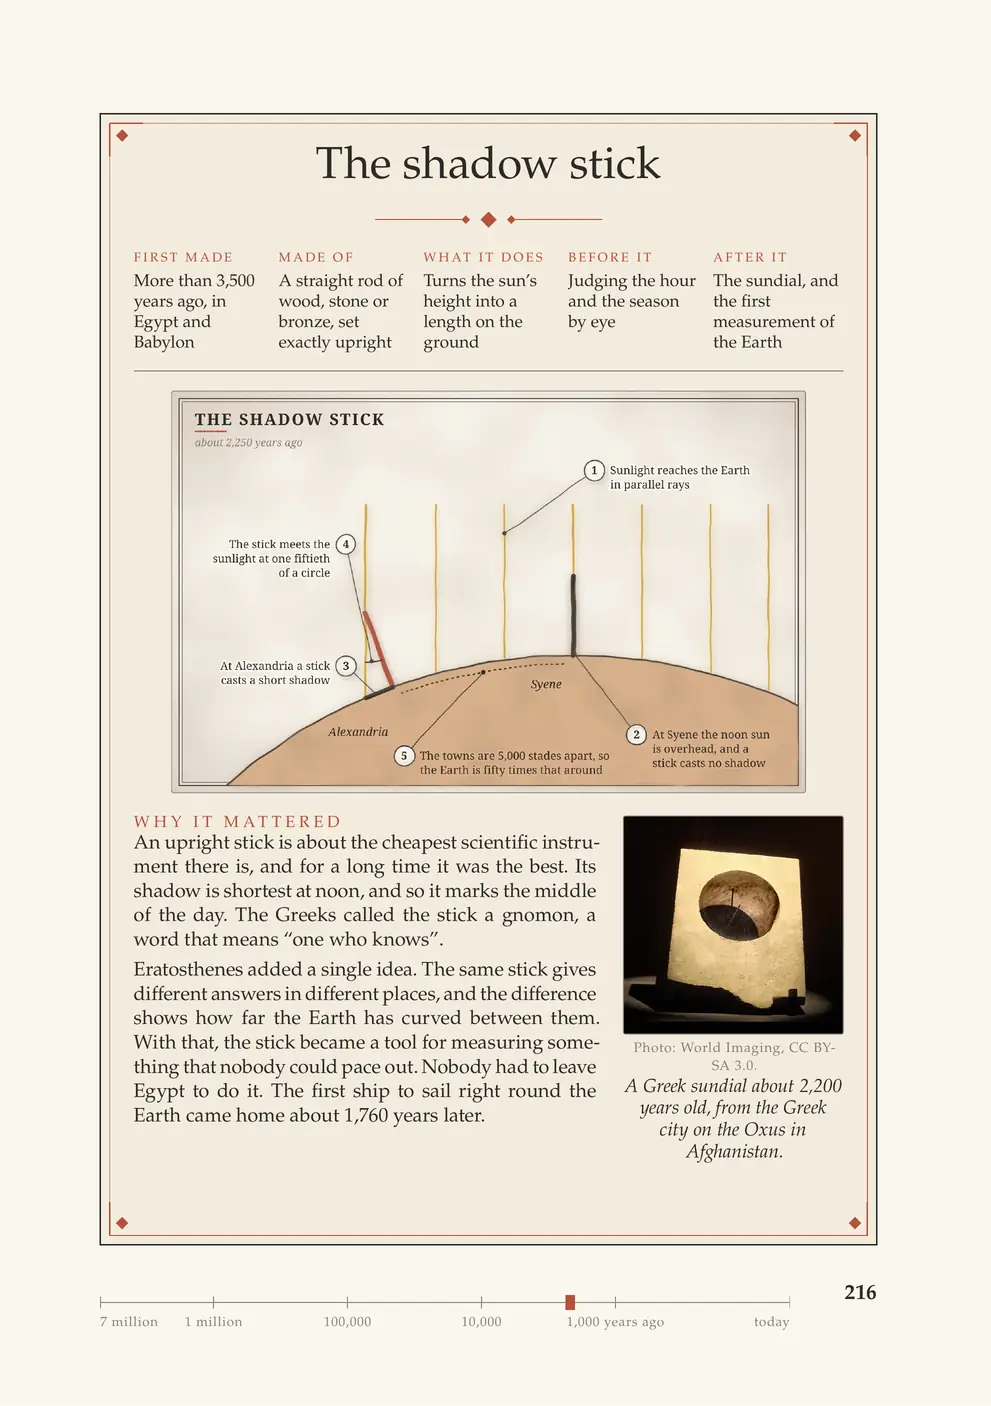 The shadow stick
FIRST MADE
More than 3,500
years ago, in
Egypt and
Babylon
MADE OF
A straight rod of
wood, stone or
bronze, set
exactly upright
WHAT IT DOES
Turns the sun’s
height into a
length on the
ground
BEFORE IT
Judging the hour
and the season
by eye
AFTER IT
The sundial, and
the first
measurement of
the Earth
THE SHADOW STICK
about 2,250 years ago
1 Sunlight reaches the Earth
in parallel rays
The stick meets the 4
sunlight at one fiftieth
of a circle
At Alexandria a stick 3
casts a short shadow
Syene
Alexandria
2 At Syene the noon sun
is overhead, and a
stick casts no shadow
5 The towns are 5,000 stades apart, so
the Earth is fifty times that around
WHY IT MATTERED
An upright stick is about the cheapest scientific instru-
ment there is, and for a long time it was the best. Its
shadow is shortest at noon, and so it marks the middle
of the day. The Greeks called the stick a gnomon, a
word that means “one who knows”.
Eratosthenes added a single idea. The same stick gives
different answers in different places, and the difference
shows how far the Earth has curved between them.
With that, the stick became a tool for measuring some-
thing that nobody could pace out. Nobody had to leave
Egypt to do it. The first ship to sail right round the
Earth came home about 1,760 years later.
Photo: World Imaging, CC BY-
SA 3.0.
A Greek sundial about 2,200
years old, from the Greek
city on the Oxus in
Afghanistan.
216
7 million 1 million 100,000 10,000 1,000 years ago today